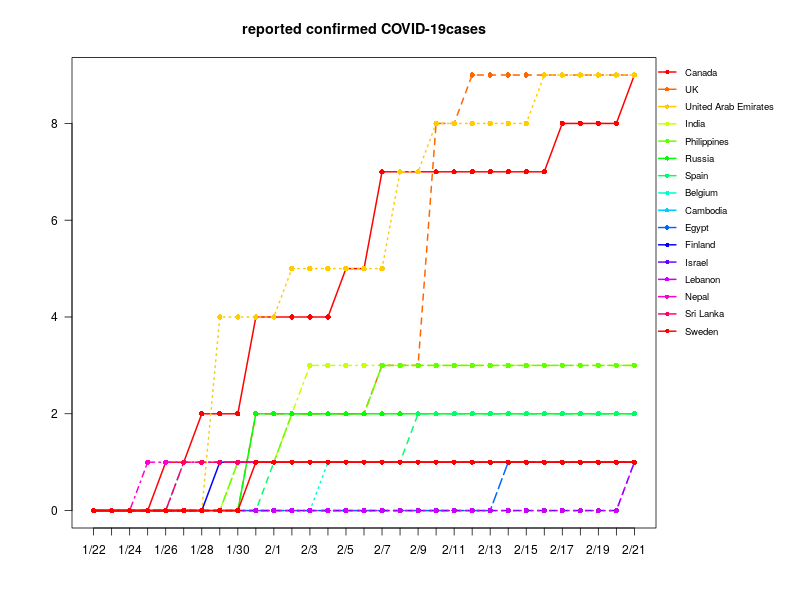 reported confirmed COVID-19cases
8
6
4
2
0
1/22 1/24 1/26 1/28 1/30 2/1 2/3 2/5 2/7 2/9 2/11 2/13 2/15 2/17 2/19 2/21
Canada
UK
United Arab Emirates
India
Philippines
Russia
Spain
Belgium
Cambodia
Egypt
Finland
Israel
Lebanon
Nepal
Sri Lanka
Sweden